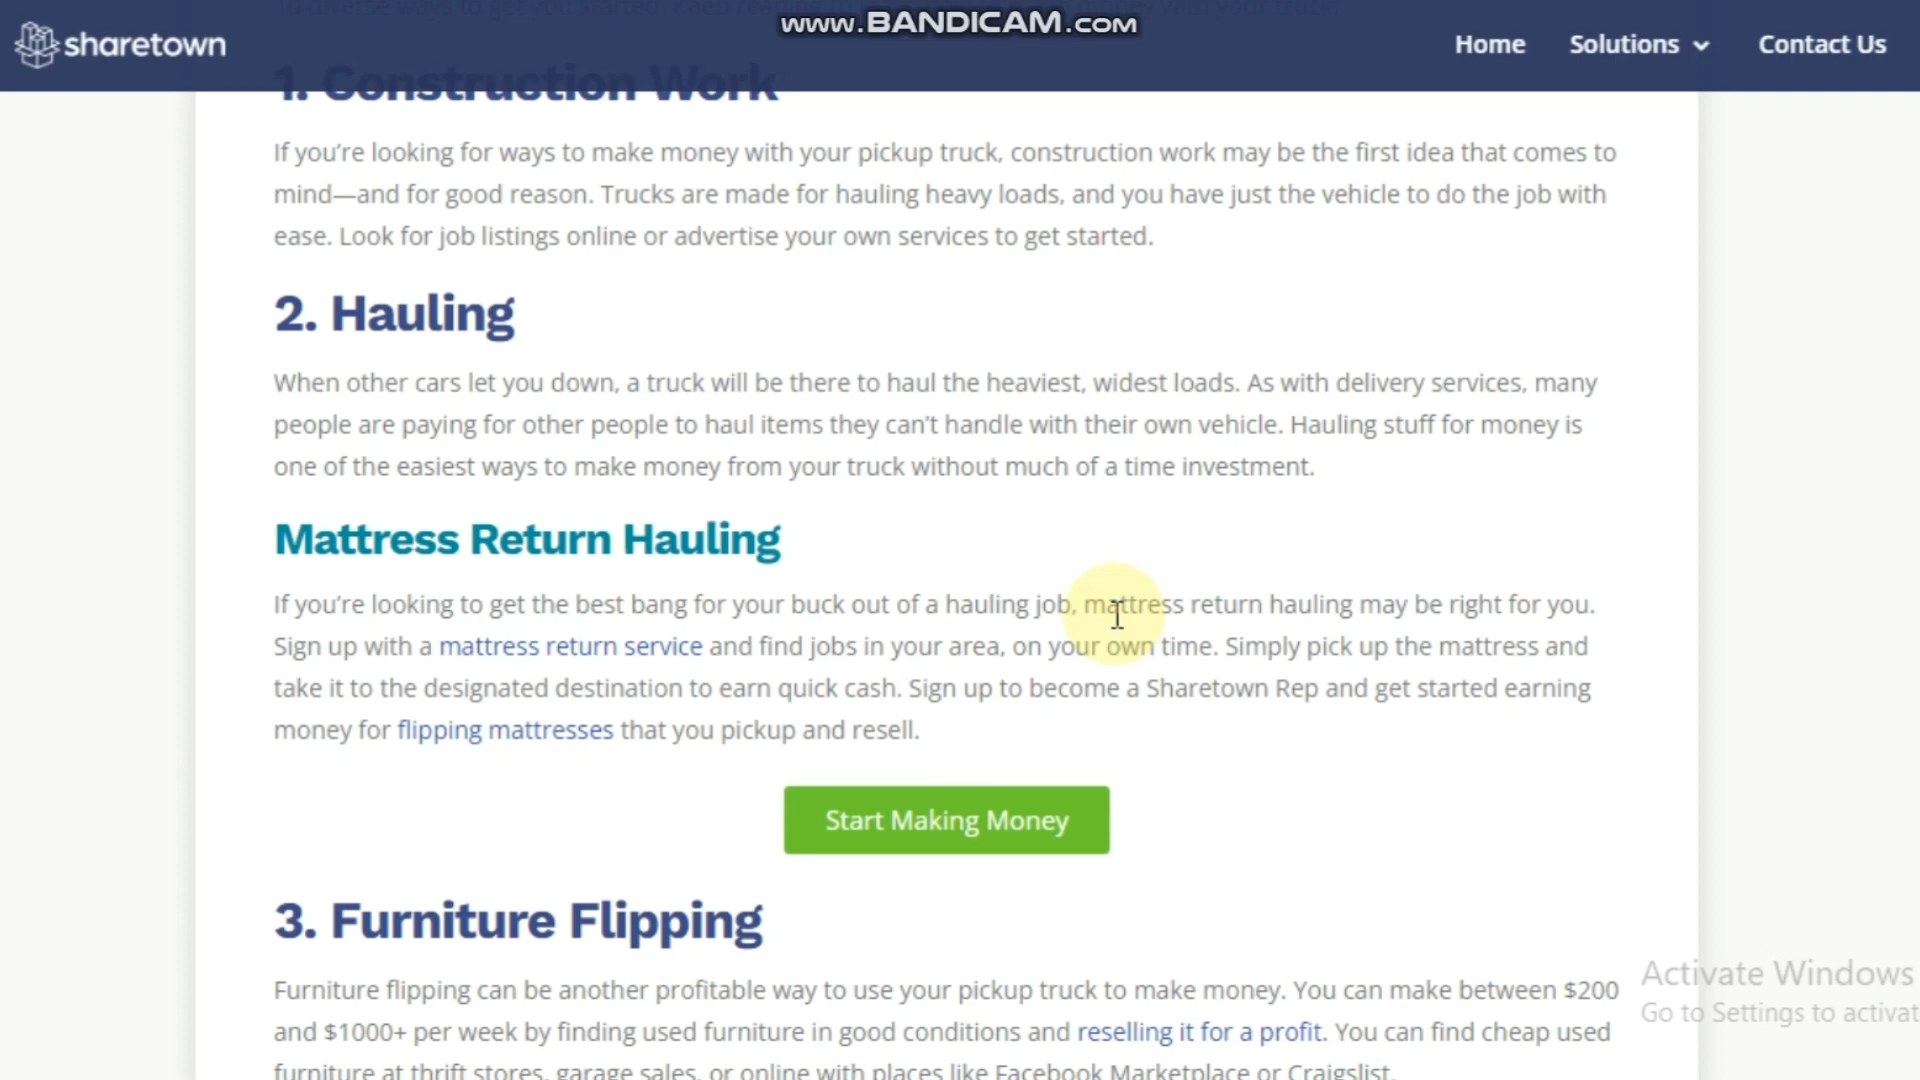 www.BANDICAM.com
sharetown
Home
Solutions
Contact Us
1. Construction Work
If you’re looking for ways to make money with your pickup truck, construction work may be the first idea that comes to
mind—and for good reason. Trucks are made for hauling heavy loads, and you have just the vehicle to do the job with
ease. Look for job listings online or advertise your own services to get started.
2. Hauling
When other cars let you down, a truck will be there to haul the heaviest, widest loads. As with delivery services, many
people are paying for other people to haul items they can’t handle with their own vehicle. Hauling stuff for money is
one of the easiest ways to make money from your truck without much of a time investment.
Mattress Return Hauling
If you’re looking to get the best bang for your buck out of a hauling job, mattress return hauling may be right for you.
Sign up with a mattress return service and find jobs in your area, on your own time. Simply pick up the mattress and
take it to the designated destination to earn quick cash. Sign up to become a Sharetown Rep and get started earning
money for flipping mattresses that you pickup and resell.
Start Making Money
3. Furniture Flipping
Furniture flipping can be another profitable way to use your pickup truck to make money. You can make between $200
and $1000+ per week by finding used furniture in good conditions and reselling it for a profit. You can find cheap used
furniture at thrift stores, garage sales, or online with places like Facebook Marketplace or Craigslist.
Activate Windows
Go to Settings to activat